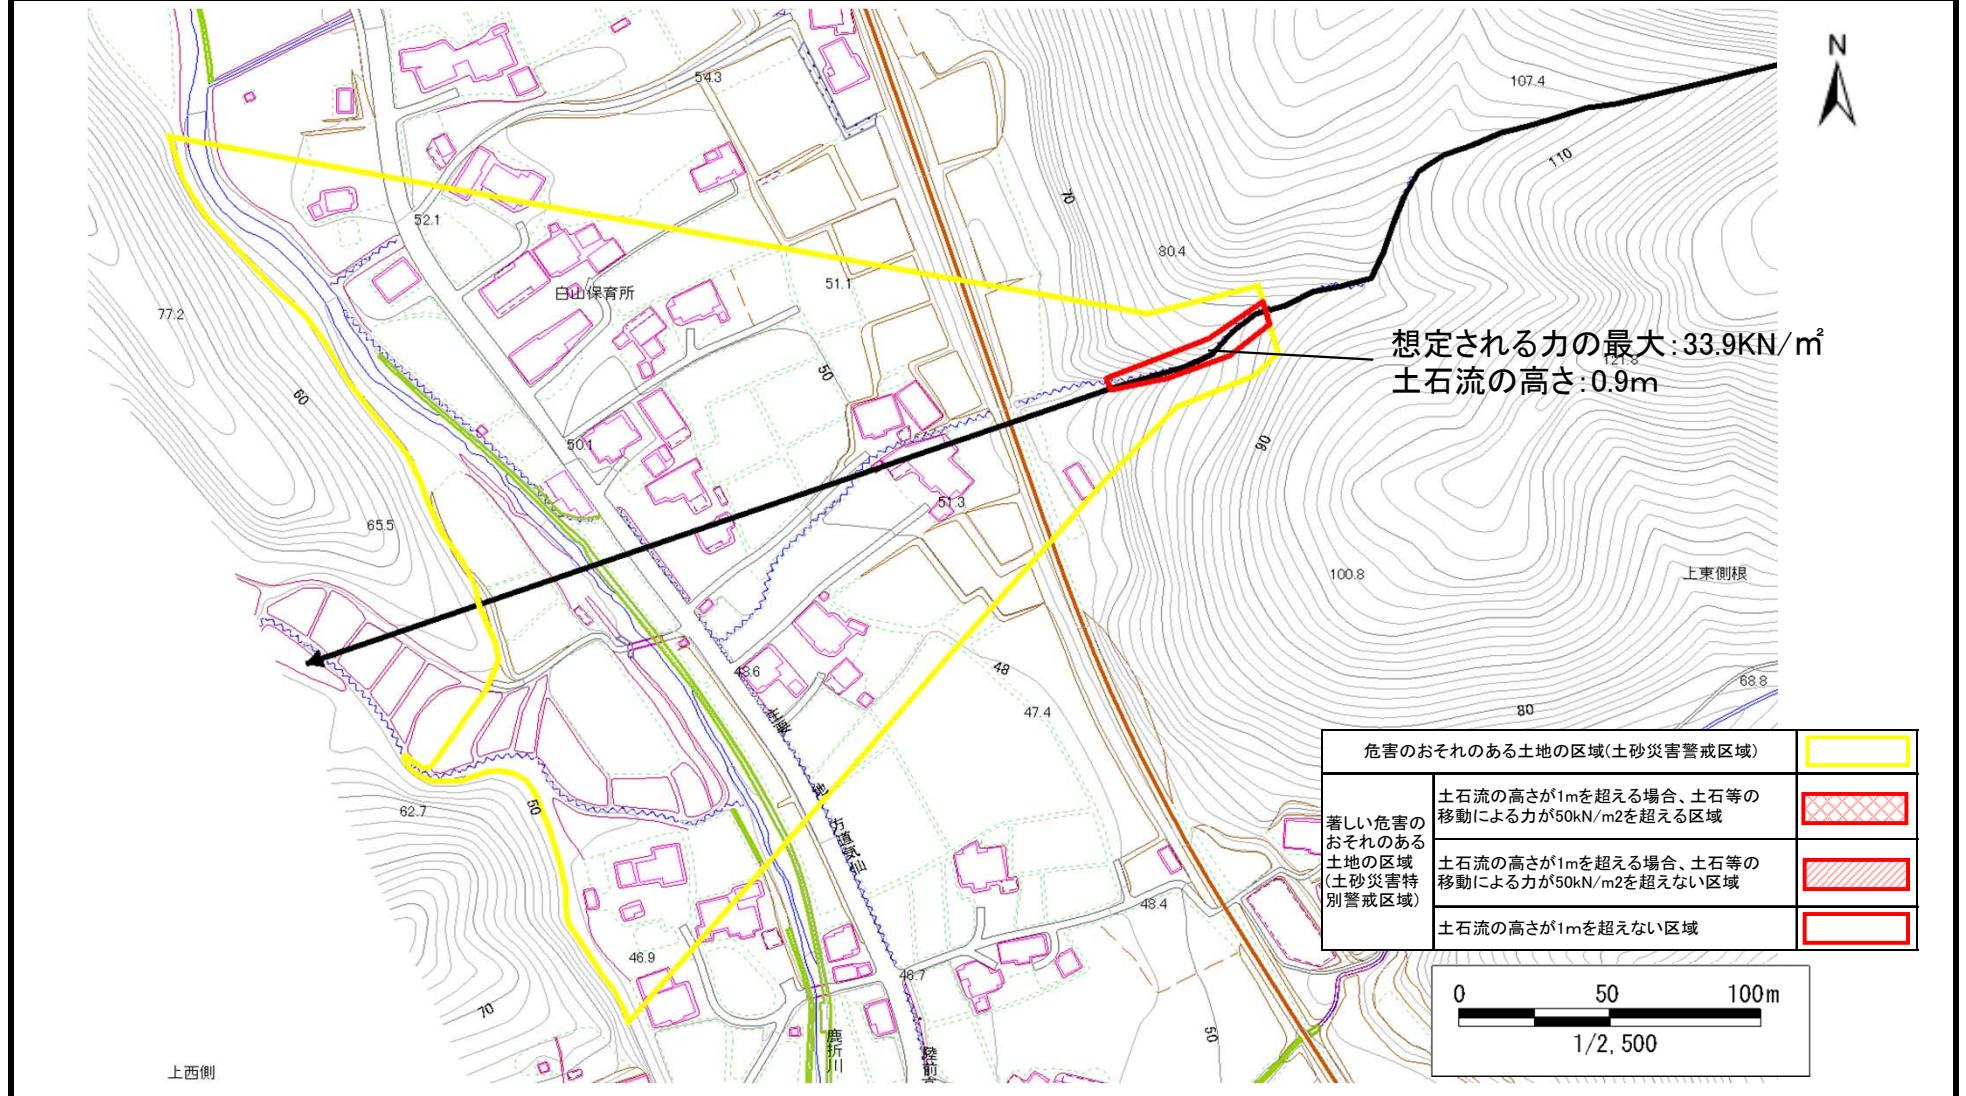 N
54.3
107.4
110
70
52.1
80.4
白山保育所
51.1
77.2
想定される力の最大：33.9KN/㎡
121.8
土石流の高さ：0.9m
50
60
50.1
90
51.3
65.5
100.8
上東側根
48.6
48
68.8
47.4
80
主要
地
方道気仙
危害のおそれのある土地の区域(土砂災害警戒区域)
著しい危害の
おそれのある
土地の区域
(土砂災害特
別警戒区域)
土石流の高さが1mを超える場合、土石等の
移動による力が50kN/m2を超える区域
土石流の高さが1mを超える場合、土石等の
移動による力が50kN/m2を超えない区域
土石流の高さが1mを超えない区域
62.7
50
48.4
46.9
46.7
70
鹿折川
陸前
50
上西側
0 50 100m
1/2,500